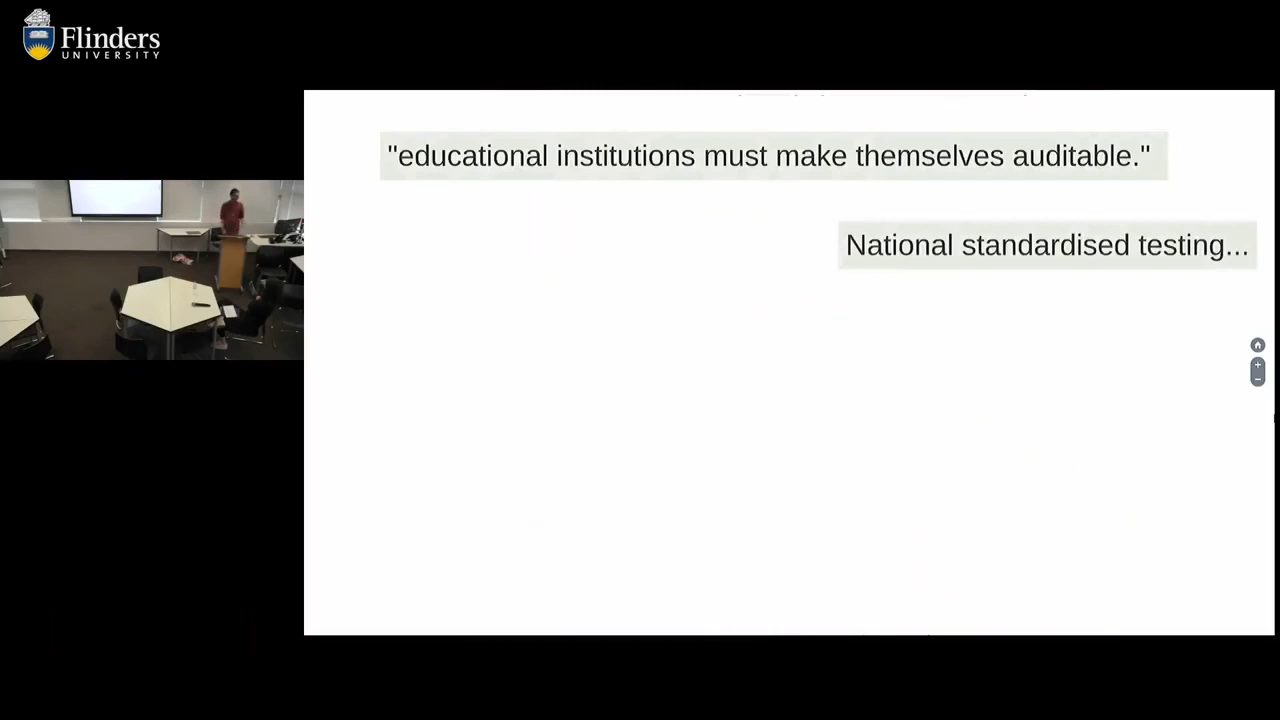 Flinders
UNIVERSITY
"educational institutions must make themselves auditable."
National standardised testing...